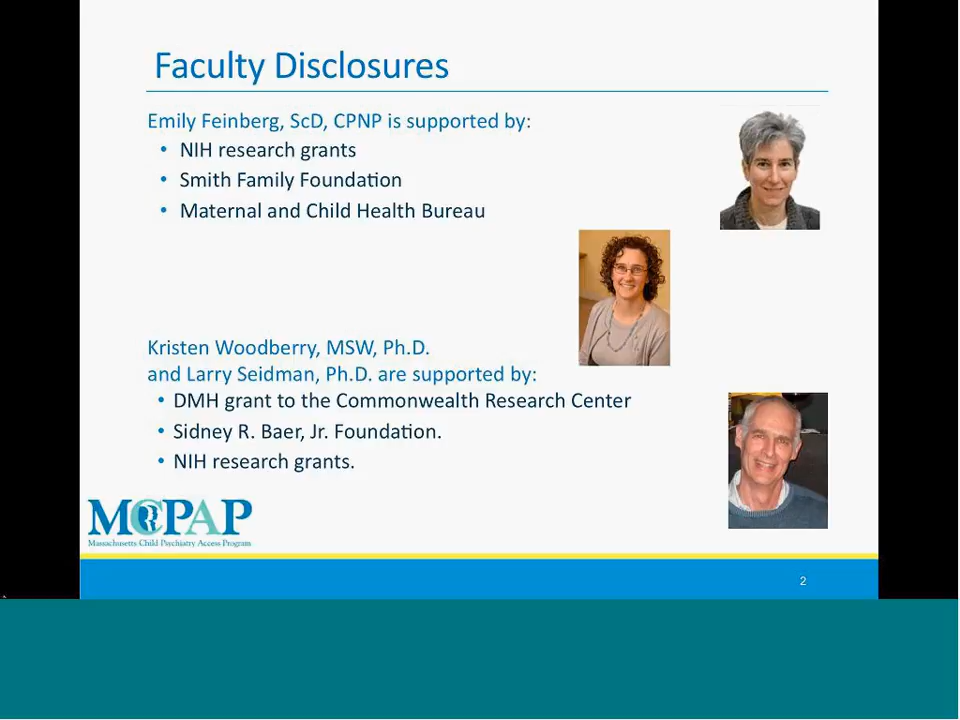 Faculty Disclosures
Emily Feinberg, ScD, CPNP is supported by:
• NIH research grants
• Smith Family Foundation
• Maternal and Child Health Bureau
Kristen Woodberry, MSW, Ph.D.
and Larry Seidman, Ph.D. are supported by:
• DMH grant to the Commonwealth Research Center
• Sidney R. Baer, Jr. Foundation.
• NIH research grants.
MCPAP
Massachusetts Child Psychiatry Access Program
2